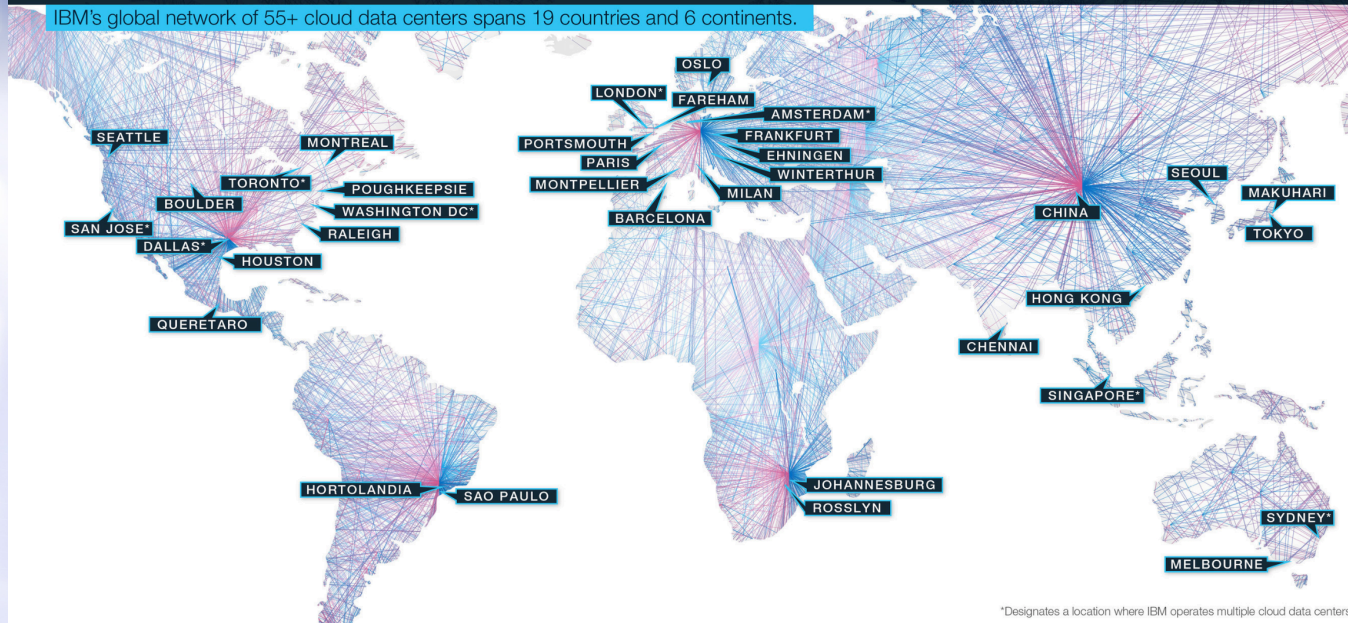 IBM's global network of 55+ cloud data centers spans 19 countries and 6 continents.
OSLO
LONDON*
FAREHAM
AMSTERDAM*
SEATTLE
MONTREAL
PORTSMOUTH
FRANKFURT
PARIS
EHNINGEN
SEOUL
WINTERTHUR
TORONTO*
POUGHKEEPSIE
MONTPELLIER
MILAN
MAKUHARI
BOULDER
WASHINGTON DC*
BARCELONA
CHINA
SAN JOSE*
RALEIGH
TOKYO
DALLAS*
HOUSTON
HONG KONG
QUERETARO
CHENNAI
SINGAPORE*
HORTOLANDIA
SAO PAULO
JOHANNESBURG
ROSSLYN
SYDNEY*
MELBOURNE
*Designates a location where IBM operates multiple cloud data centers